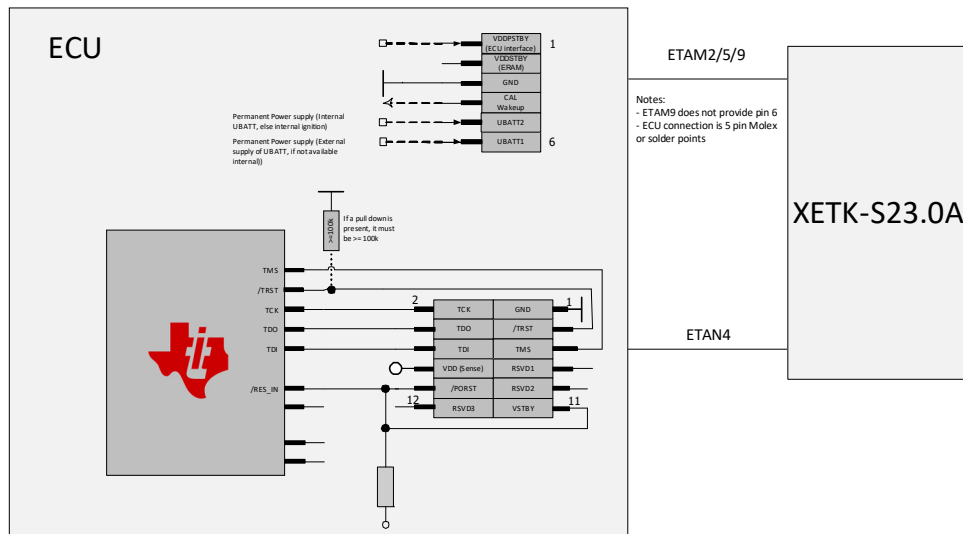 ECU
VDDPSTBY
(ECU interface)
1
VDDSTBY
(ERAM)
GND
CAL
Wakeup
UBATT2
UBATT1
6
Permanent Power supply (Internal
UBATT, else internal ignition)
Permanent Power supply (External
supply of UBATT, if not available
internal))
ETAM2/5/9
Notes:
- ETAM9 does not provide pin 6
- ECU connection is 5 pin Molex
or solder points
XETK-S23.0A
ETAN4
>=100k
If a pull down is
present, it must
be >= 100k
TMS
/TRST
TCK
TDO
TDI
/RES_IN
2
TCK
GND
1
TDO
/TRST
TDI
TMS
VDD (Sense)
RSVD1
/PORST
RSVD2
12
RSVD3
VSTBY
11